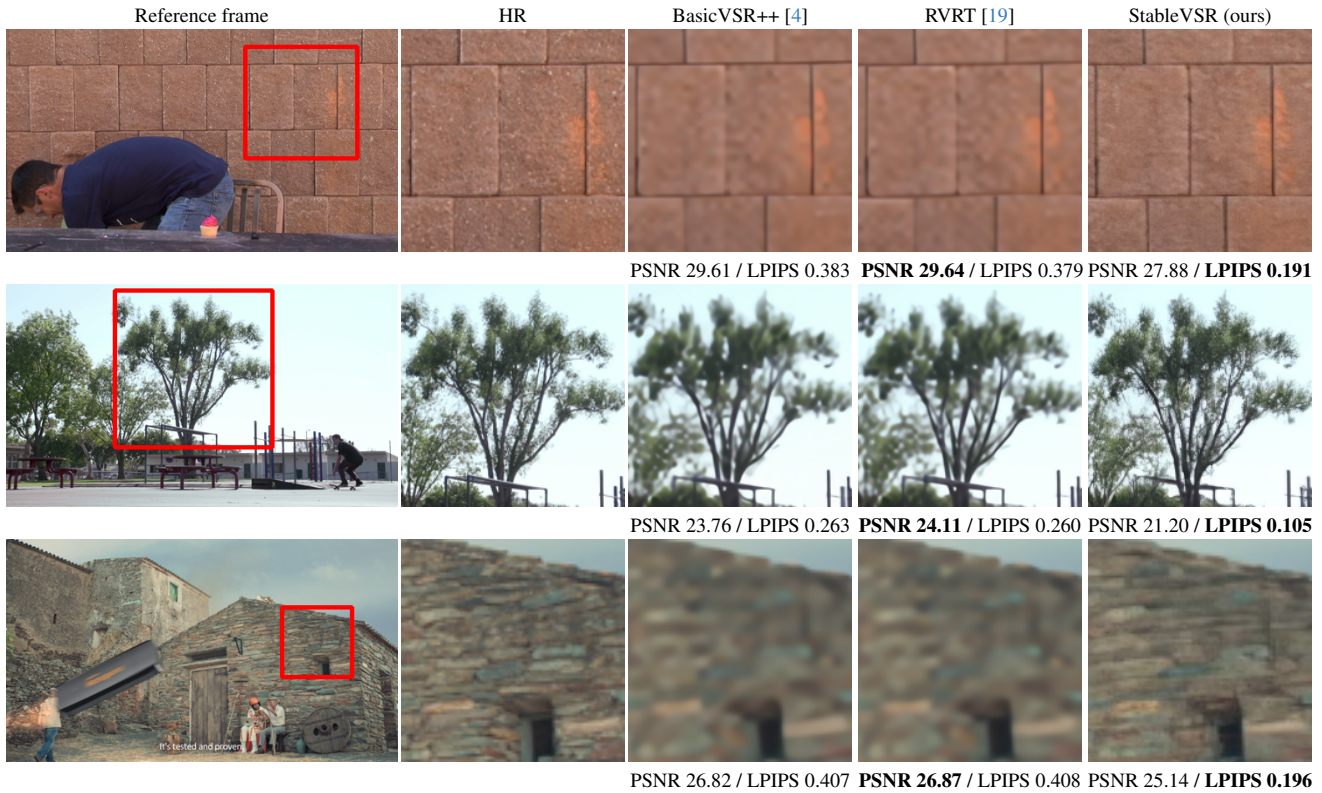 Reference frame HR BasicVSR++ [4] RVRT [19] StableVSR (ours)
PSNR 29.61 / LPIPS 0.383 PSNR 29.64 / LPIPS 0.379 PSNR 27.88 / LPIPS 0.191
PSNR 23.76 / LPIPS 0.263 PSNR 24.11 / LPIPS 0.260 PSNR 21.20 / LPIPS 0.105
It's tested and proven.
PSNR 26.82 / LPIPS 0.407 PSNR 26.87 / LPIPS 0.408 PSNR 25.14 / LPIPS 0.196